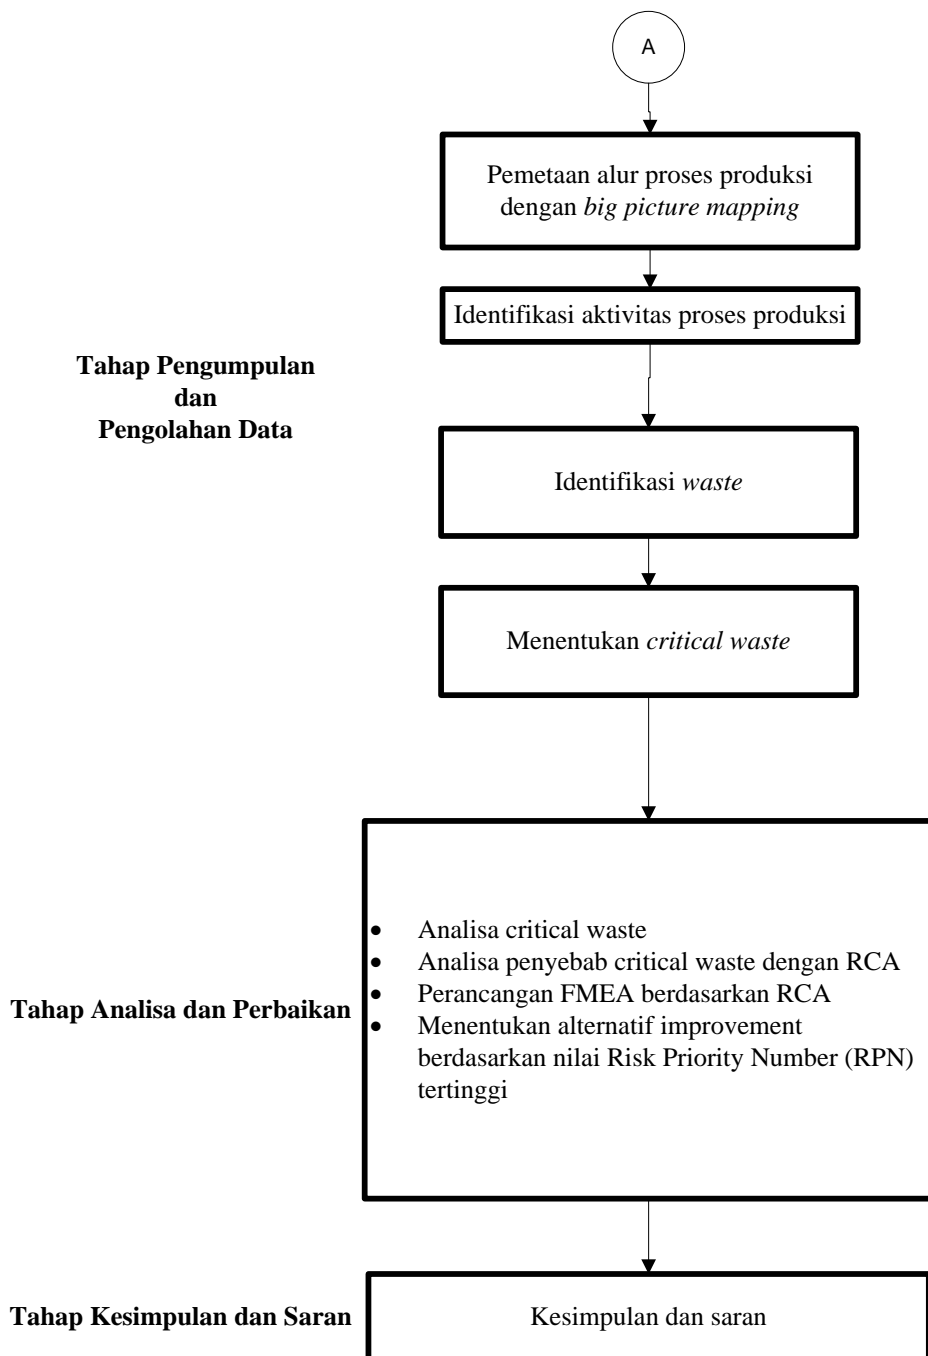 A
Pemetaan alur proses produksi
dengan big picture mapping
Identifikasi aktivitas proses produksi
Tahap Pengumpulan
dan
Pengolahan Data
Identifikasi waste
Menentukan critical waste
Tahap Analisa dan Perbaikan
• Analisa critical waste
• Analisa penyebab critical waste dengan RCA
• Perancangan FMEA berdasarkan RCA
• Menentukan alternatif improvement
berdasarkan nilai Risk Priority Number (RPN)
tertinggi
Tahap Kesimpulan dan Saran
Kesimpulan dan saran